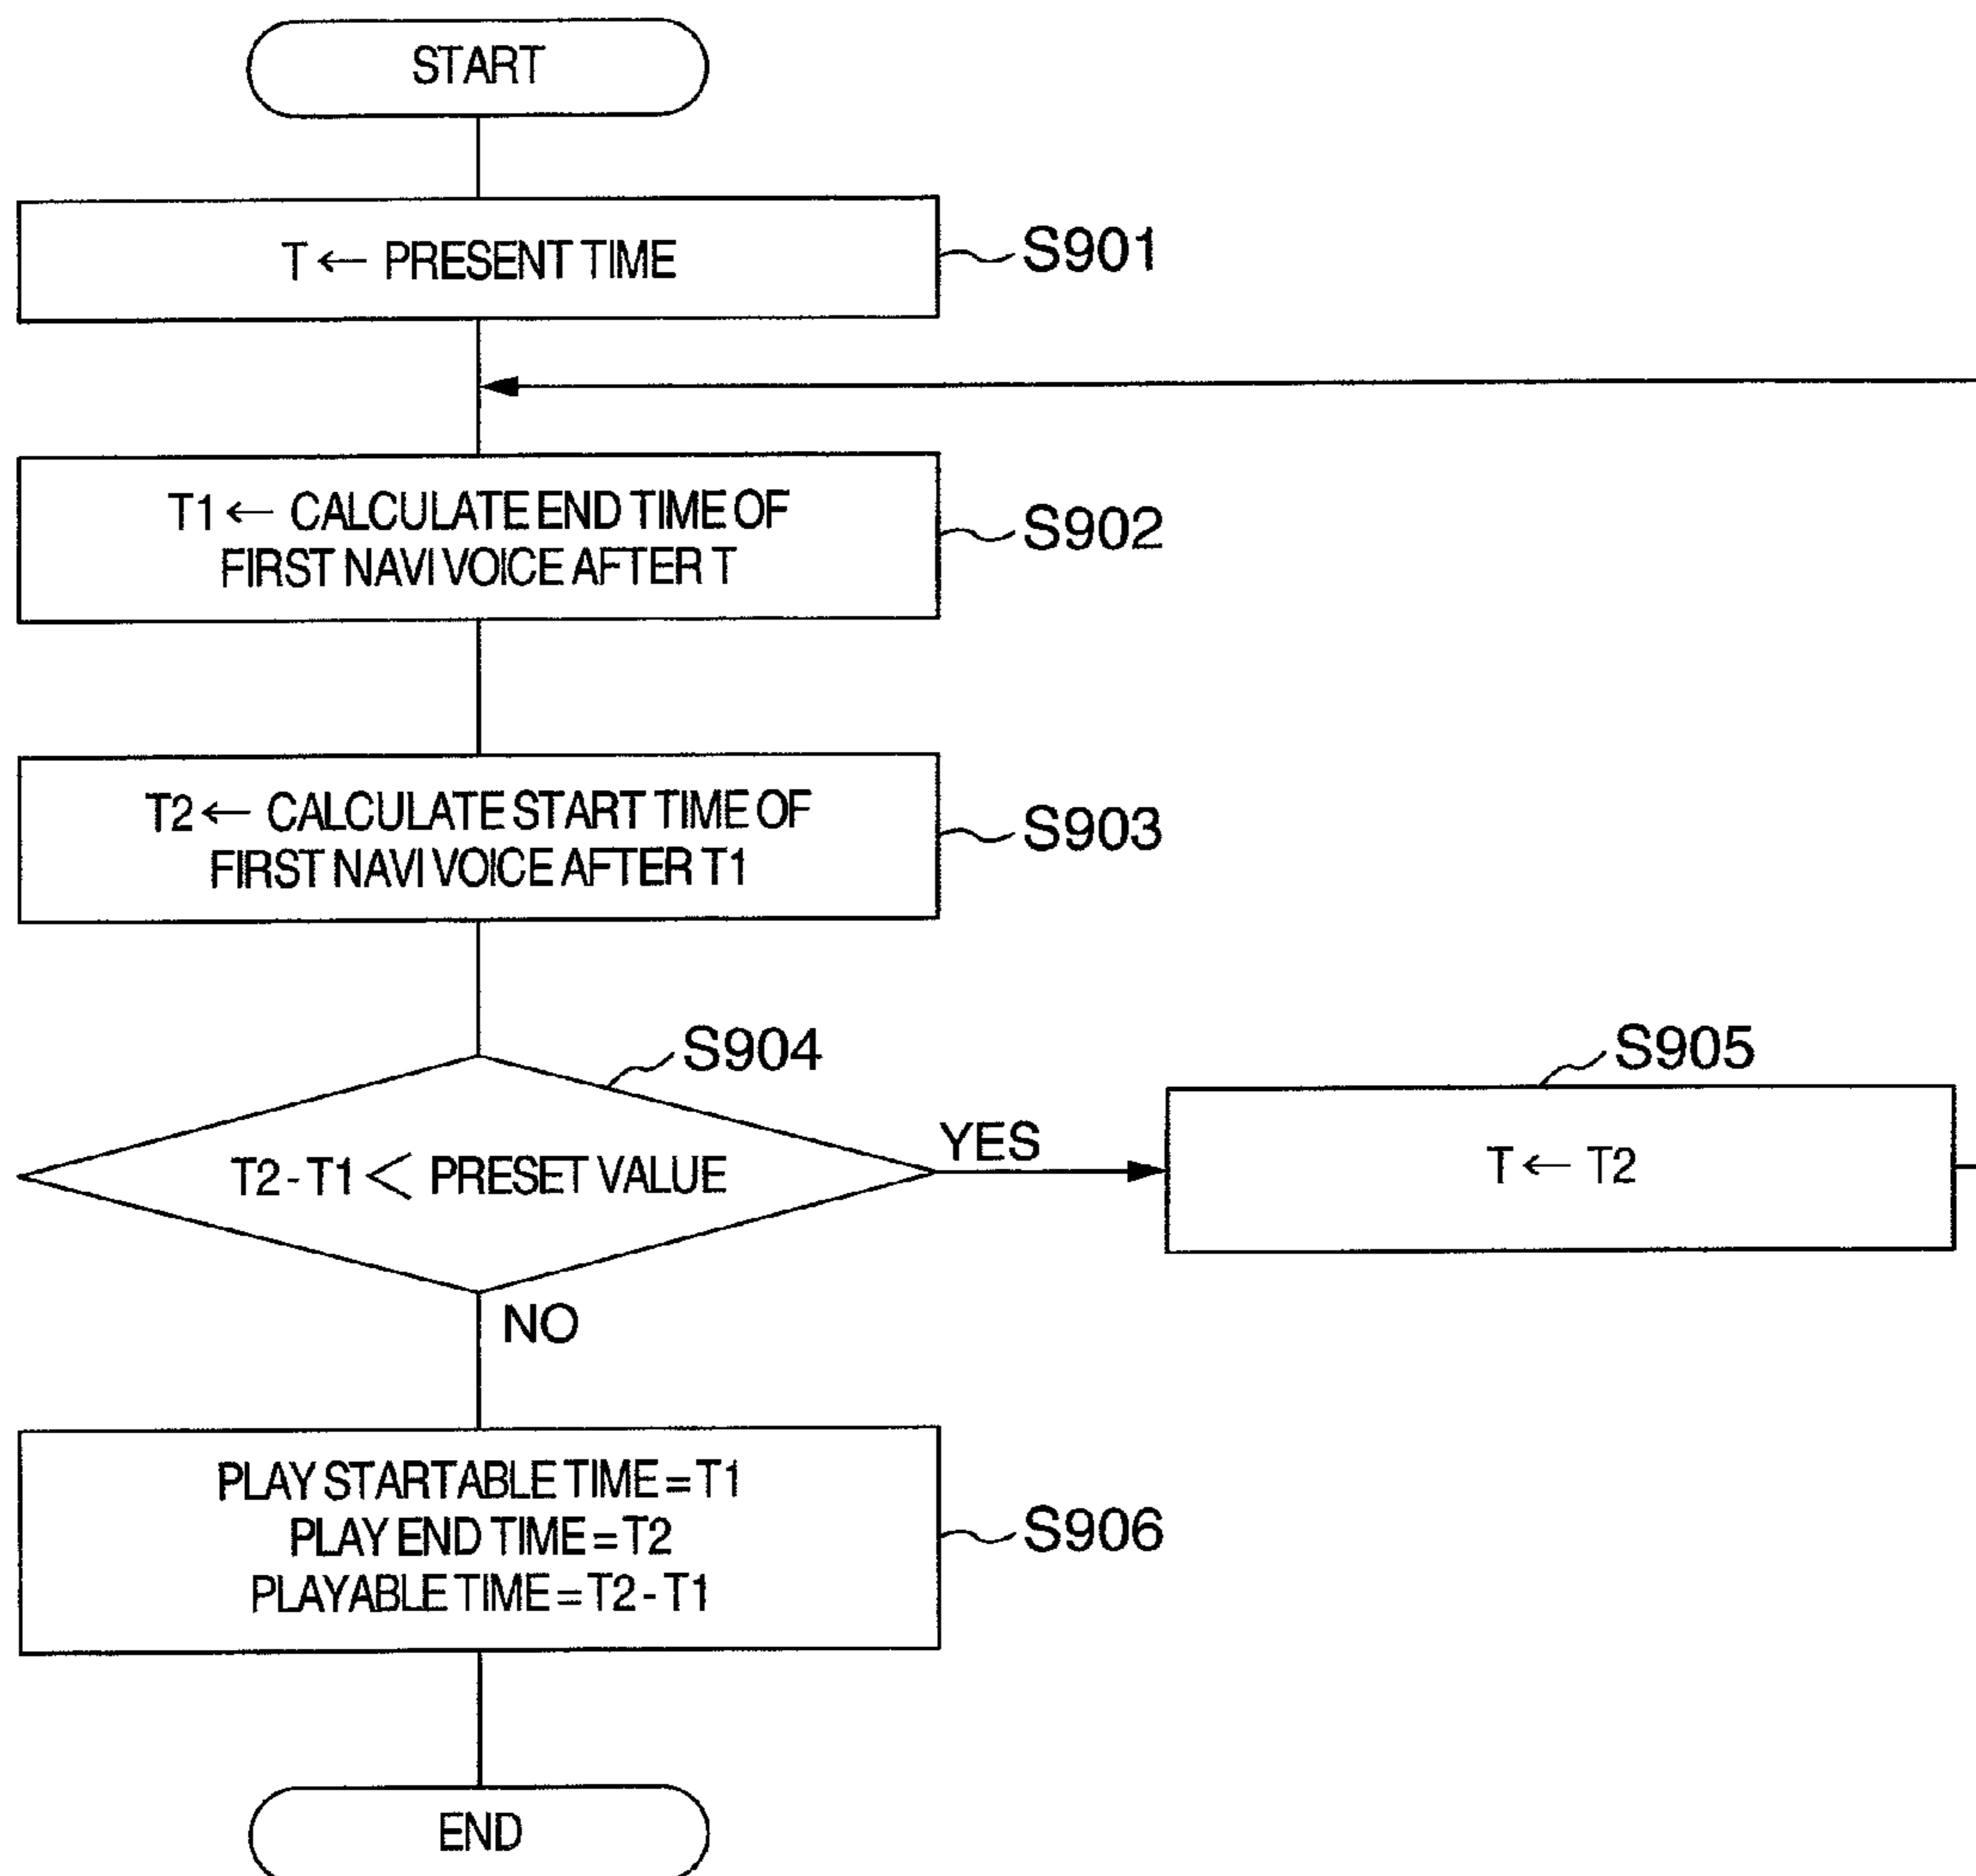 START
T ← PRESENT TIME
S901
T1 ← CALCULATE END TIME OF
FIRST NAVI VOICE AFTER T
S902
T2 ← CALCULATE START TIME OF
FIRST NAVI VOICE AFTER T1
S903
S904
T2 - T1 < PRESET VALUE
YES
S905
T ← T2
NO
PLAY STARTABLE TIME = T1
PLAY END TIME = T2
PLAYABLE TIME = T2 - T1
S906
END